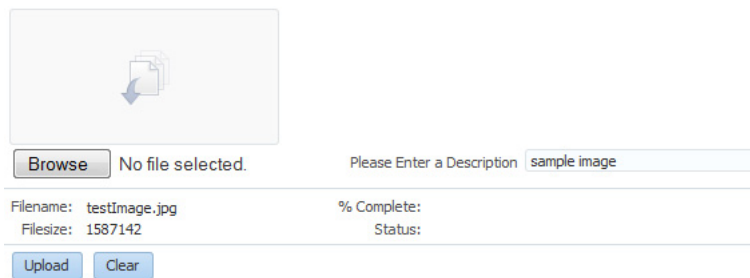 Browse No file selected. Please Enter a Description sample image
Filename: testImage.jpg % Complete:
Filesize: 1587142 Status:
Upload Clear